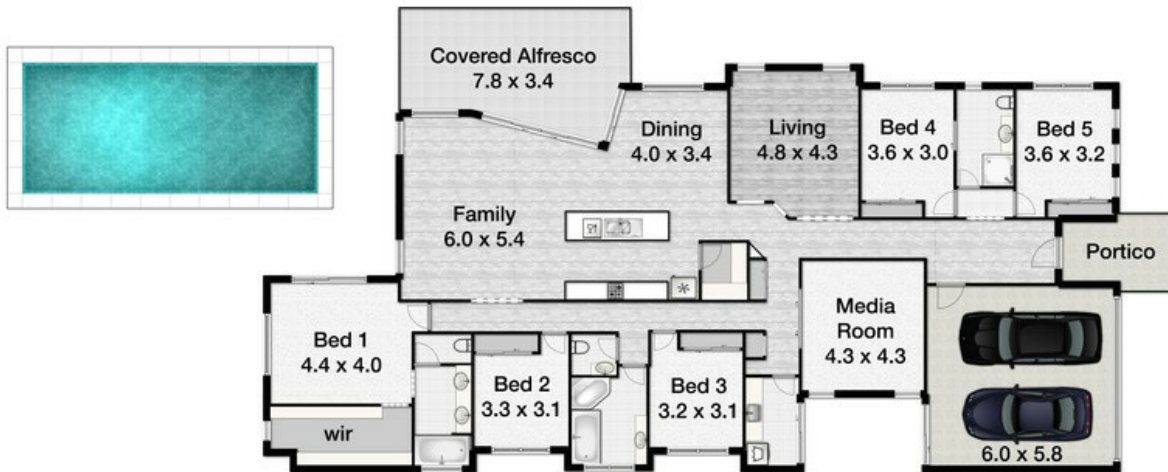 Covered Alfresco
7.8 x 3.4
Dining
4.0 x 3.4
Living
4.8 x 4.3
Bed 4
3.6 x 3.0
Bed 5
3.6 x 3.2
Family
6.0 x 5.4
Portico
Bed 1
4.4 x 4.0
Media
Room
4.3 x 4.3
Bed 2
3.3 x 3.1
Bed 3
3.2 x 3.1
wir
6.0 x 5.8